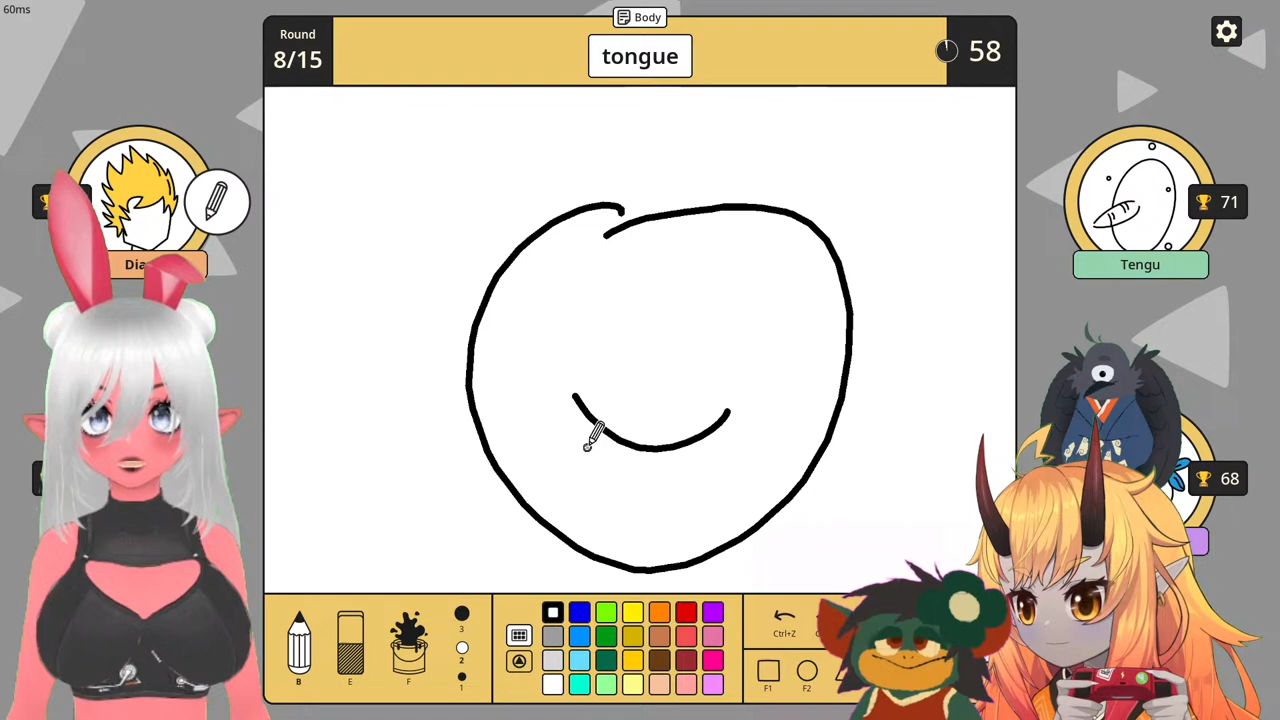 60ms
Body
Round
8/15
tongue
58
71
Tengu
68
3
2
1
B
E
F
Ctrl+Z
F1
F2